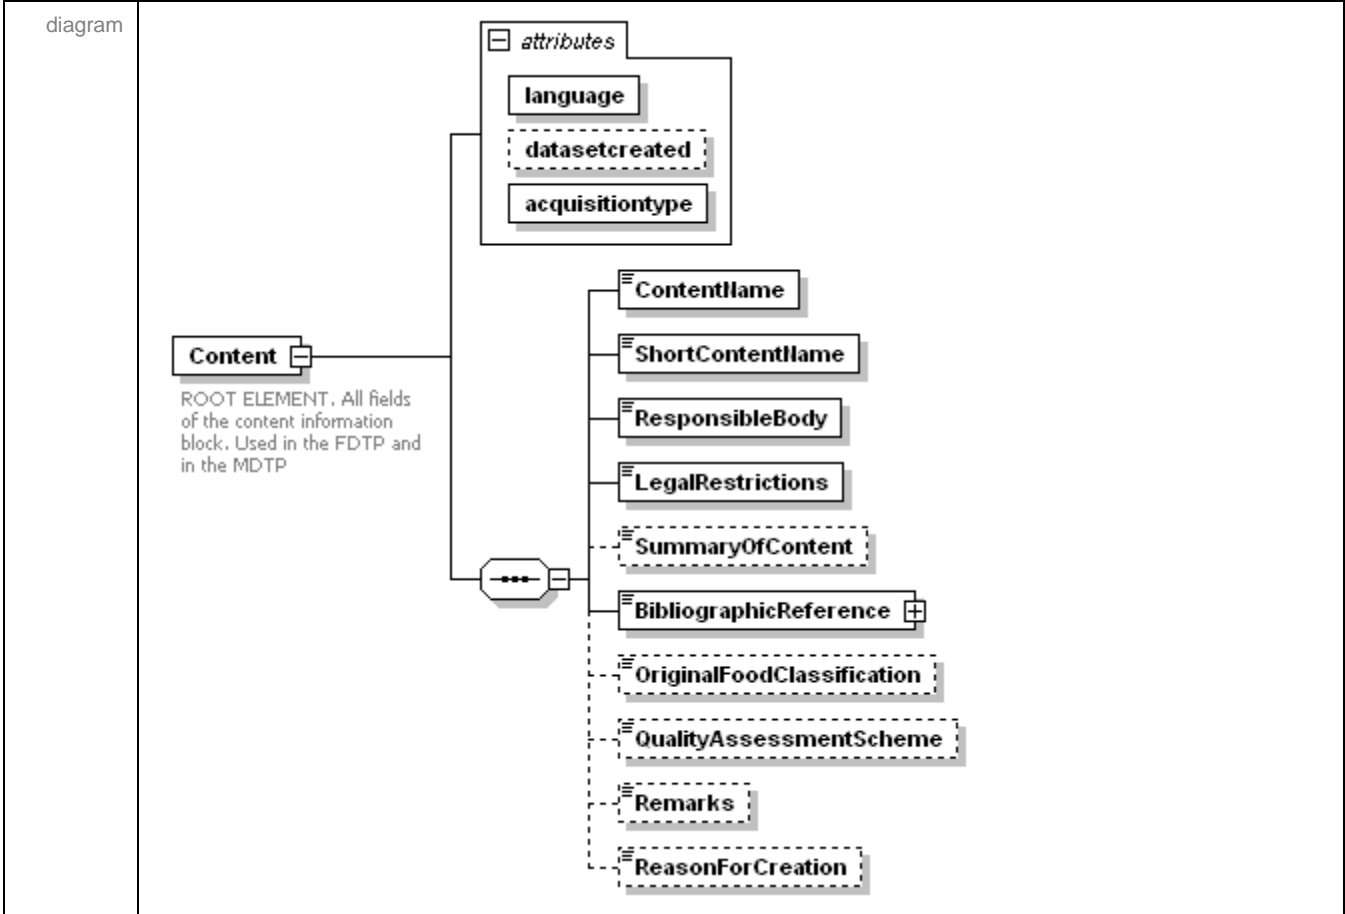 diagram
attributes
language
datasetcreated
acquisitiontype
Content
ROOT ELEMENT. All fields
of the content information
block. Used in the FDTP and
in the MDTP
ContentName
ShortContentName
ResponsibleBody
LegalRestrictions
SummaryOfContent
BibliographicReference
OriginalFoodClassification
QualityAssessmentScheme
Remarks
ReasonForCreation